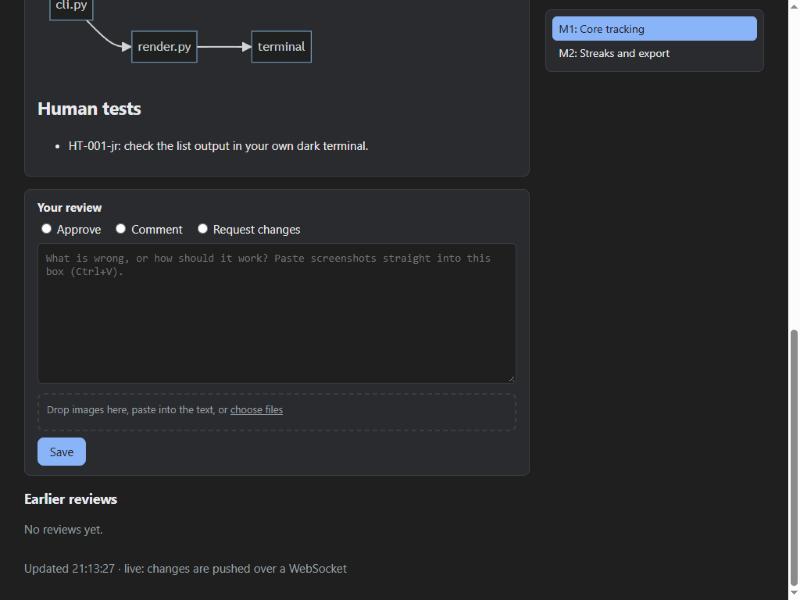 cli.py
render.py
terminal
Human tests
HT-001-jr: check the list output in your own dark terminal.
Your review
Approve
Comment
Request changes
What is wrong, or how should it work? Paste screenshots straight into this
box (Ctrl+V).
Drop images here, paste into the text, or choose files
Save
Earlier reviews
No reviews yet.
Updated 21:13:27 · live: changes are pushed over a WebSocket
M1: Core tracking
M2: Streaks and export